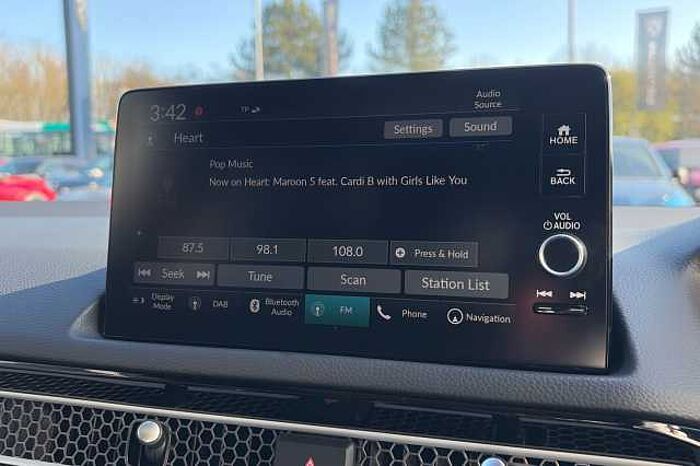 3:42 TP Audio Source
Heart Settings Sound
HOME
Pop Music
Now on Heart: Maroon 5 feat. Cardi B with Girls Like You
BACK
VOL
AUDIO
87.5 98.1 108.0 Press & Hold
Seek Tune Scan Station List
Display Mode DAB Bluetooth Audio FM Phone Navigation